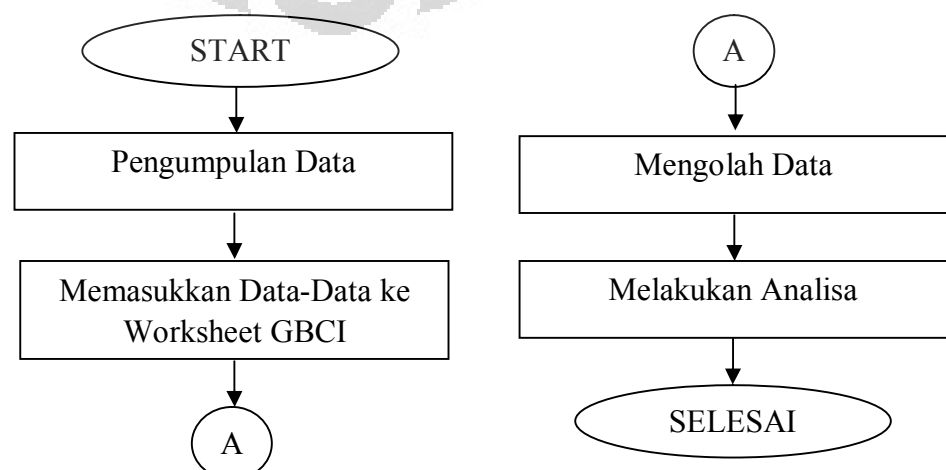 START
Pengumpulan Data
Memasukkan Data-Data ke
Worksheet GBCI
A
A
Mengolah Data
Melakukan Analisa
SELESAI